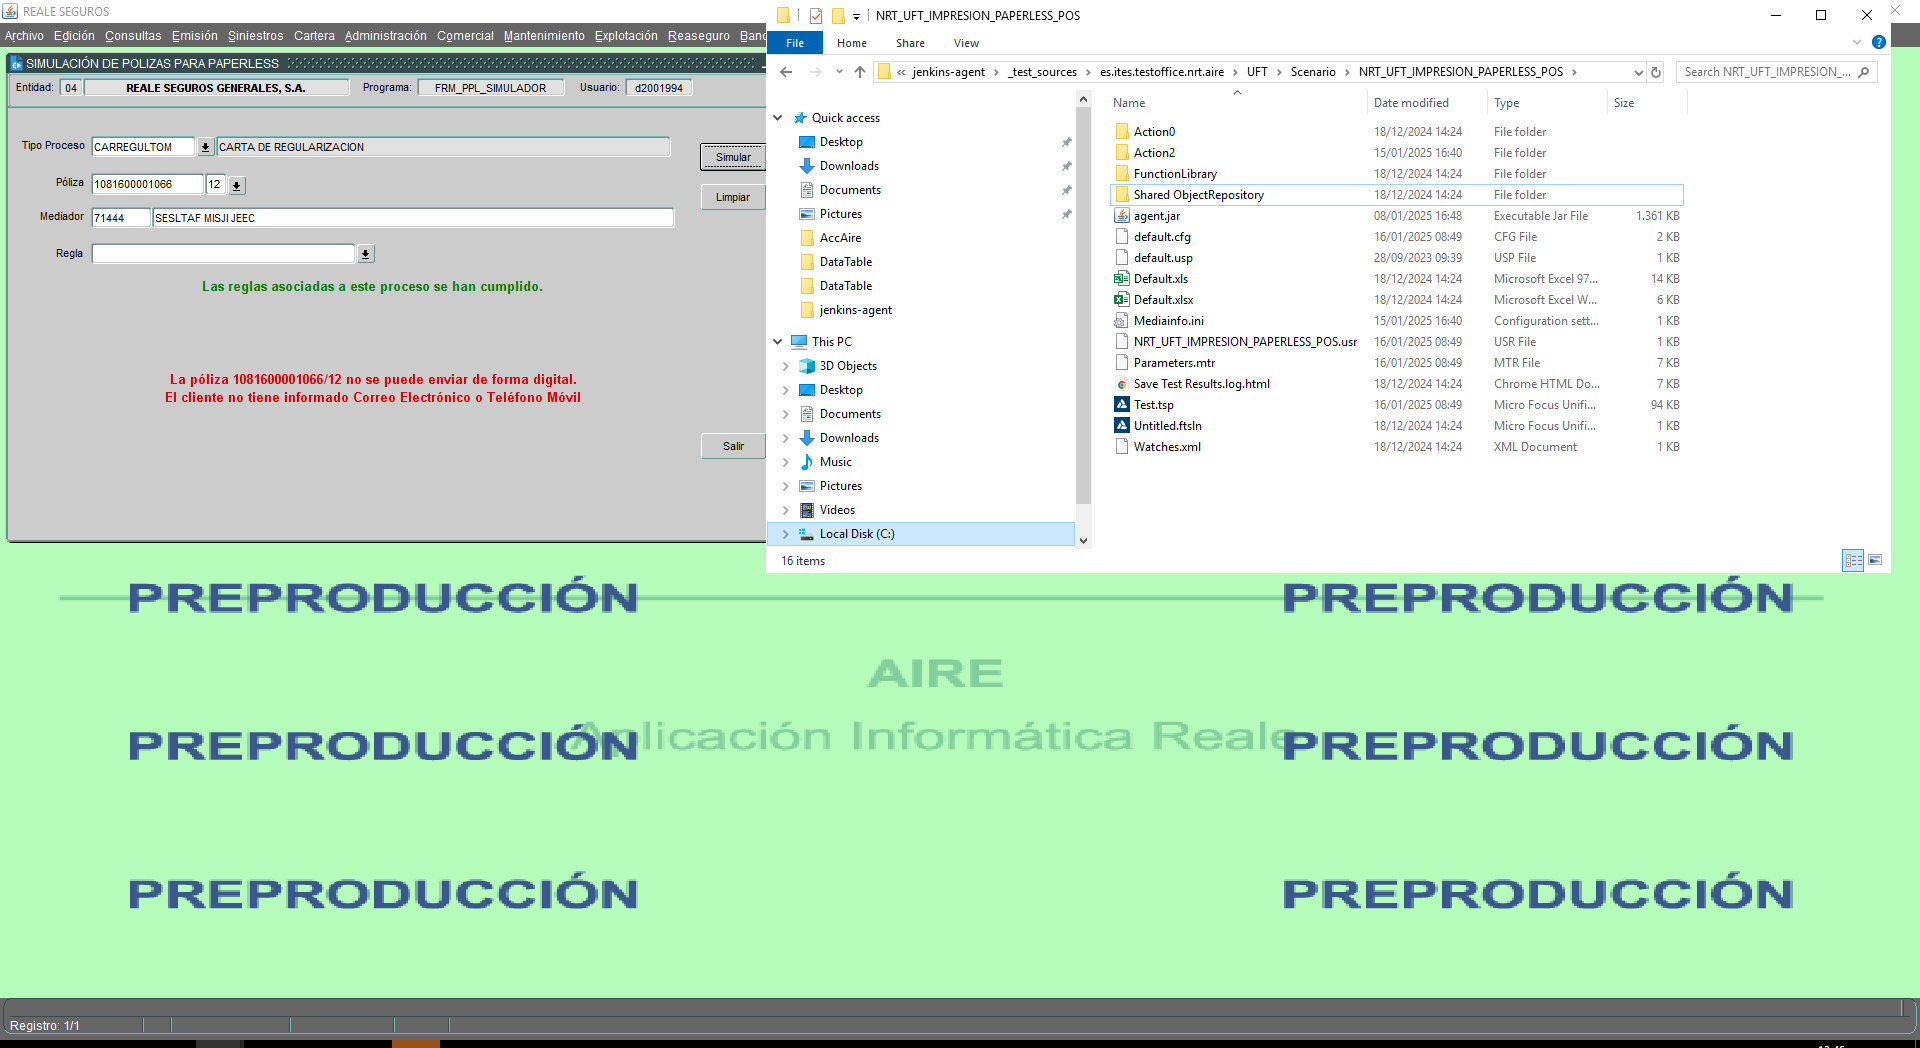 REALE SEGUROS
Archivo Edición Consultas Emisión Siniestros Cartera Administración Comercial Mantenimiento Explotación Reaseguro Banc
SIMULACIÓN DE POLIZAS PARA PAPERLESS
Entidad: 04 REALE SEGUROS GENERALES, S.A. Programa: FRM_PPL_SIMULADOR Usuario: d2001994
Tipo Proceso CARREGULTOM CARTA DE REGULARIZACION
Simular
Póliza 1081600001066 12
Limpiar
Mediador 71444 SESLTAF MISJI JEEC
Regla
Las reglas asociadas a este proceso se han cumplido.
La póliza 1081600001066/12 no se puede enviar de forma digital.
El cliente no tiene informado Correo Electrónico o Teléfono Móvil
Salir
NRT_UFT_IMPRESION_PAPERLESS_POS
File Home Share View
« jenkins-agent › _test_sources › es.ites.testoffice.nrt.aire › UFT › Scenario › NRT_UFT_IMPRESION_PAPERLESS_POS ›
Search NRT_UFT_IMPRESION_...
Quick access
Desktop
Downloads
Documents
Pictures
AccAire
DataTable
DataTable
jenkins-agent
This PC
3D Objects
Desktop
Documents
Downloads
Music
Pictures
Videos
Local Disk (C:)
Name Date modified Type Size
Action0 18/12/2024 14:24 File folder
Action2 15/01/2025 16:40 File folder
FunctionLibrary 18/12/2024 14:24 File folder
Shared ObjectRepository 18/12/2024 14:24 File folder
agent.jar 08/01/2025 16:48 Executable Jar File 1.361 KB
default.cfg 16/01/2025 08:49 CFG File 2 KB
default.usp 28/09/2023 09:39 USP File 1 KB
Default.xls 18/12/2024 14:24 Microsoft Excel 97... 14 KB
Default.xlsx 18/12/2024 14:24 Microsoft Excel W... 6 KB
Mediainfo.ini 15/01/2025 16:40 Configuration sett... 1 KB
NRT_UFT_IMPRESION_PAPERLESS_POS.usr 16/01/2025 08:49 USR File 1 KB
Parameters.mtr 16/01/2025 08:49 MTR File 7 KB
Save Test Results.log.html 18/12/2024 14:24 Chrome HTML Do... 7 KB
Test.tsp 16/01/2025 08:49 Micro Focus Unifi... 94 KB
Untitled.ftsln 18/12/2024 14:24 Micro Focus Unifi... 1 KB
Watches.xml 18/12/2024 14:24 XML Document 1 KB
16 items
PREPRODUCCIÓN PREPRODUCCIÓN
AIRE
PREPRODUCCIÓN Aplicación Informática Reale PREPRODUCCIÓN
PREPRODUCCIÓN PREPRODUCCIÓN
Registro: 1/1